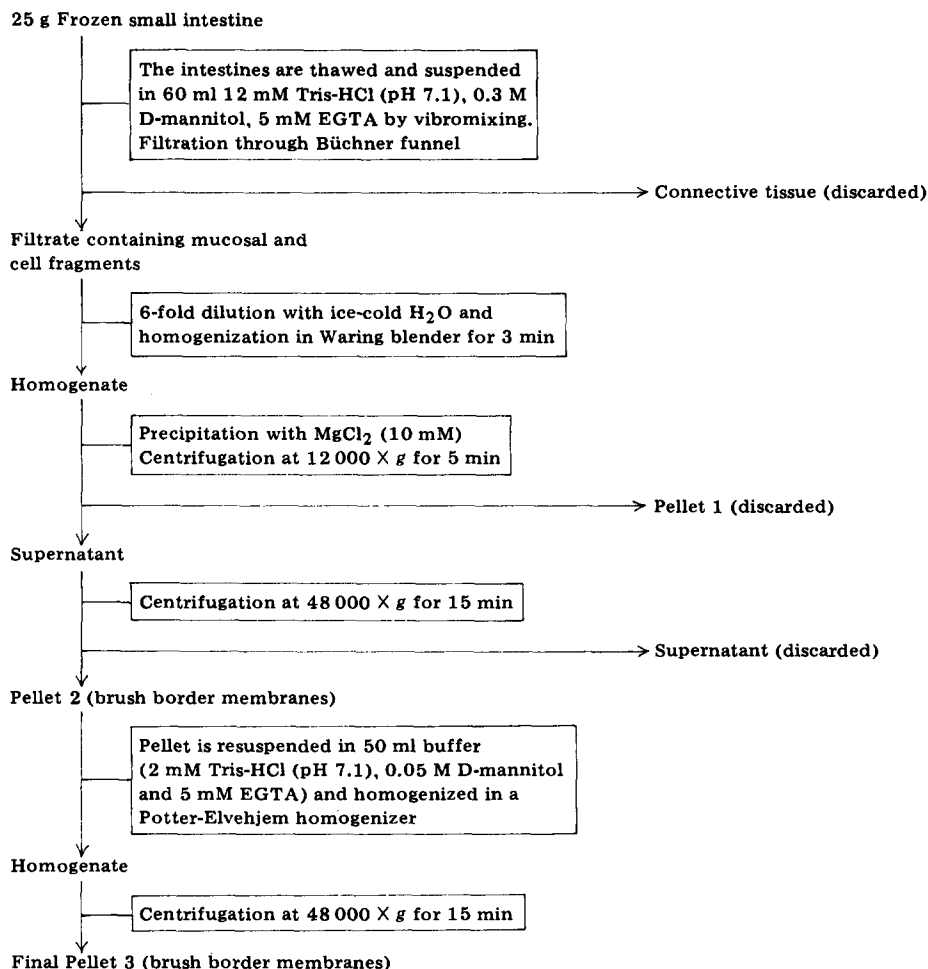 25 g Frozen small intestine
The intestines are thawed and suspended
in 60 ml 12 mM Tris-HCl (pH 7.1), 0.3 M
D-mannitol, 5 mM EGTA by vibromixing.
Filtration through Büchner funnel
Connective tissue (discarded)
Filtrate containing mucosal and
cell fragments
6-fold dilution with ice-cold H2O and
homogenization in Waring blender for 3 min
Homogenate
Precipitation with MgCl2 (10 mM)
Centrifugation at 12 000 × g for 5 min
Pellet 1 (discarded)
Supernatant
Centrifugation at 48 000 × g for 15 min
Supernatant (discarded)
Pellet 2 (brush border membranes)
Pellet is resuspended in 50 ml buffer
(2 mM Tris-HCl (pH 7.1), 0.05 M D-mannitol
and 5 mM EGTA) and homogenized in a
Potter-Elvehjem homogenizer
Homogenate
Centrifugation at 48 000 × g for 15 min
Final Pellet 3 (brush border membranes)